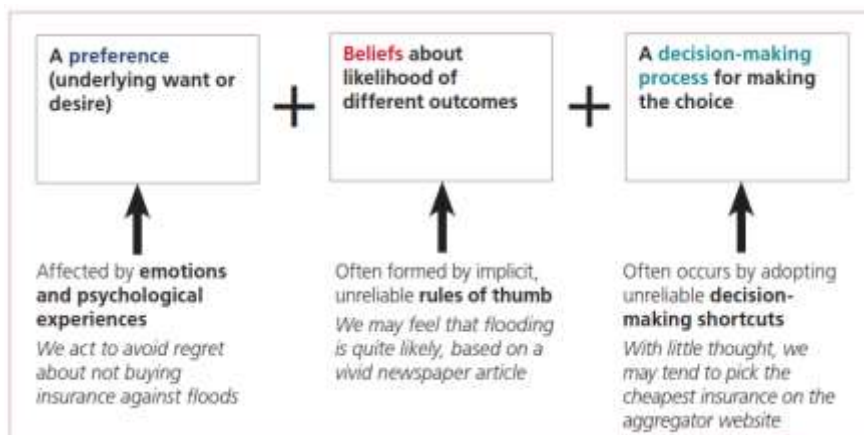 A preference
(underlying want or
desire)
+
Beliefs about
likelihood of
different outcomes
+
A decision-making
process for making
the choice
Affected by emotions
and psychological
experiences
We act to avoid regret
about not buying
insurance against floods
Often formed by implicit,
unreliable rules of thumb
We may feel that flooding
is quite likely, based on a
vivid newspaper article
Often occurs by adopting
unreliable decision-
making shortcuts
With little thought, we
may tend to pick the
cheapest insurance on the
aggregator website